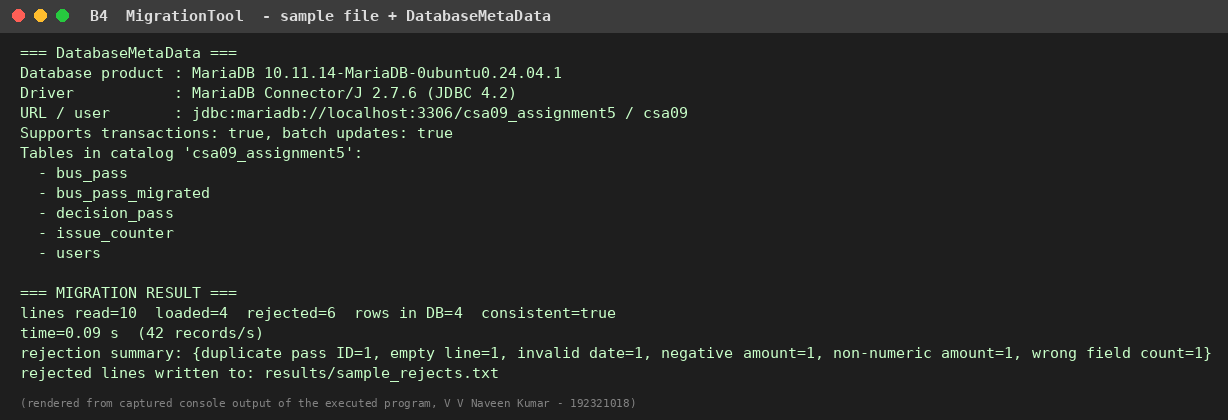 B4  MigrationTool  - sample file + DatabaseMetaData
=== DatabaseMetaData ===
Database product : MariaDB 10.11.14-MariaDB-0ubuntu0.24.04.1
Driver           : MariaDB Connector/J 2.7.6 (JDBC 4.2)
URL / user       : jdbc:mariadb://localhost:3306/csa09_assignment5 / csa09
Supports transactions: true, batch updates: true
Tables in catalog 'csa09_assignment5':
  - bus_pass
  - bus_pass_migrated
  - decision_pass
  - issue_counter
  - users
=== MIGRATION RESULT ===
lines read=10  loaded=4  rejected=6  rows in DB=4  consistent=true
time=0.09 s  (42 records/s)
rejection summary: {duplicate pass ID=1, empty line=1, invalid date=1, negative amount=1, non-numeric amount=1, wrong field count=1}
rejected lines written to: results/sample_rejects.txt
(rendered from captured console output of the executed program, V V Naveen Kumar - 192321018)